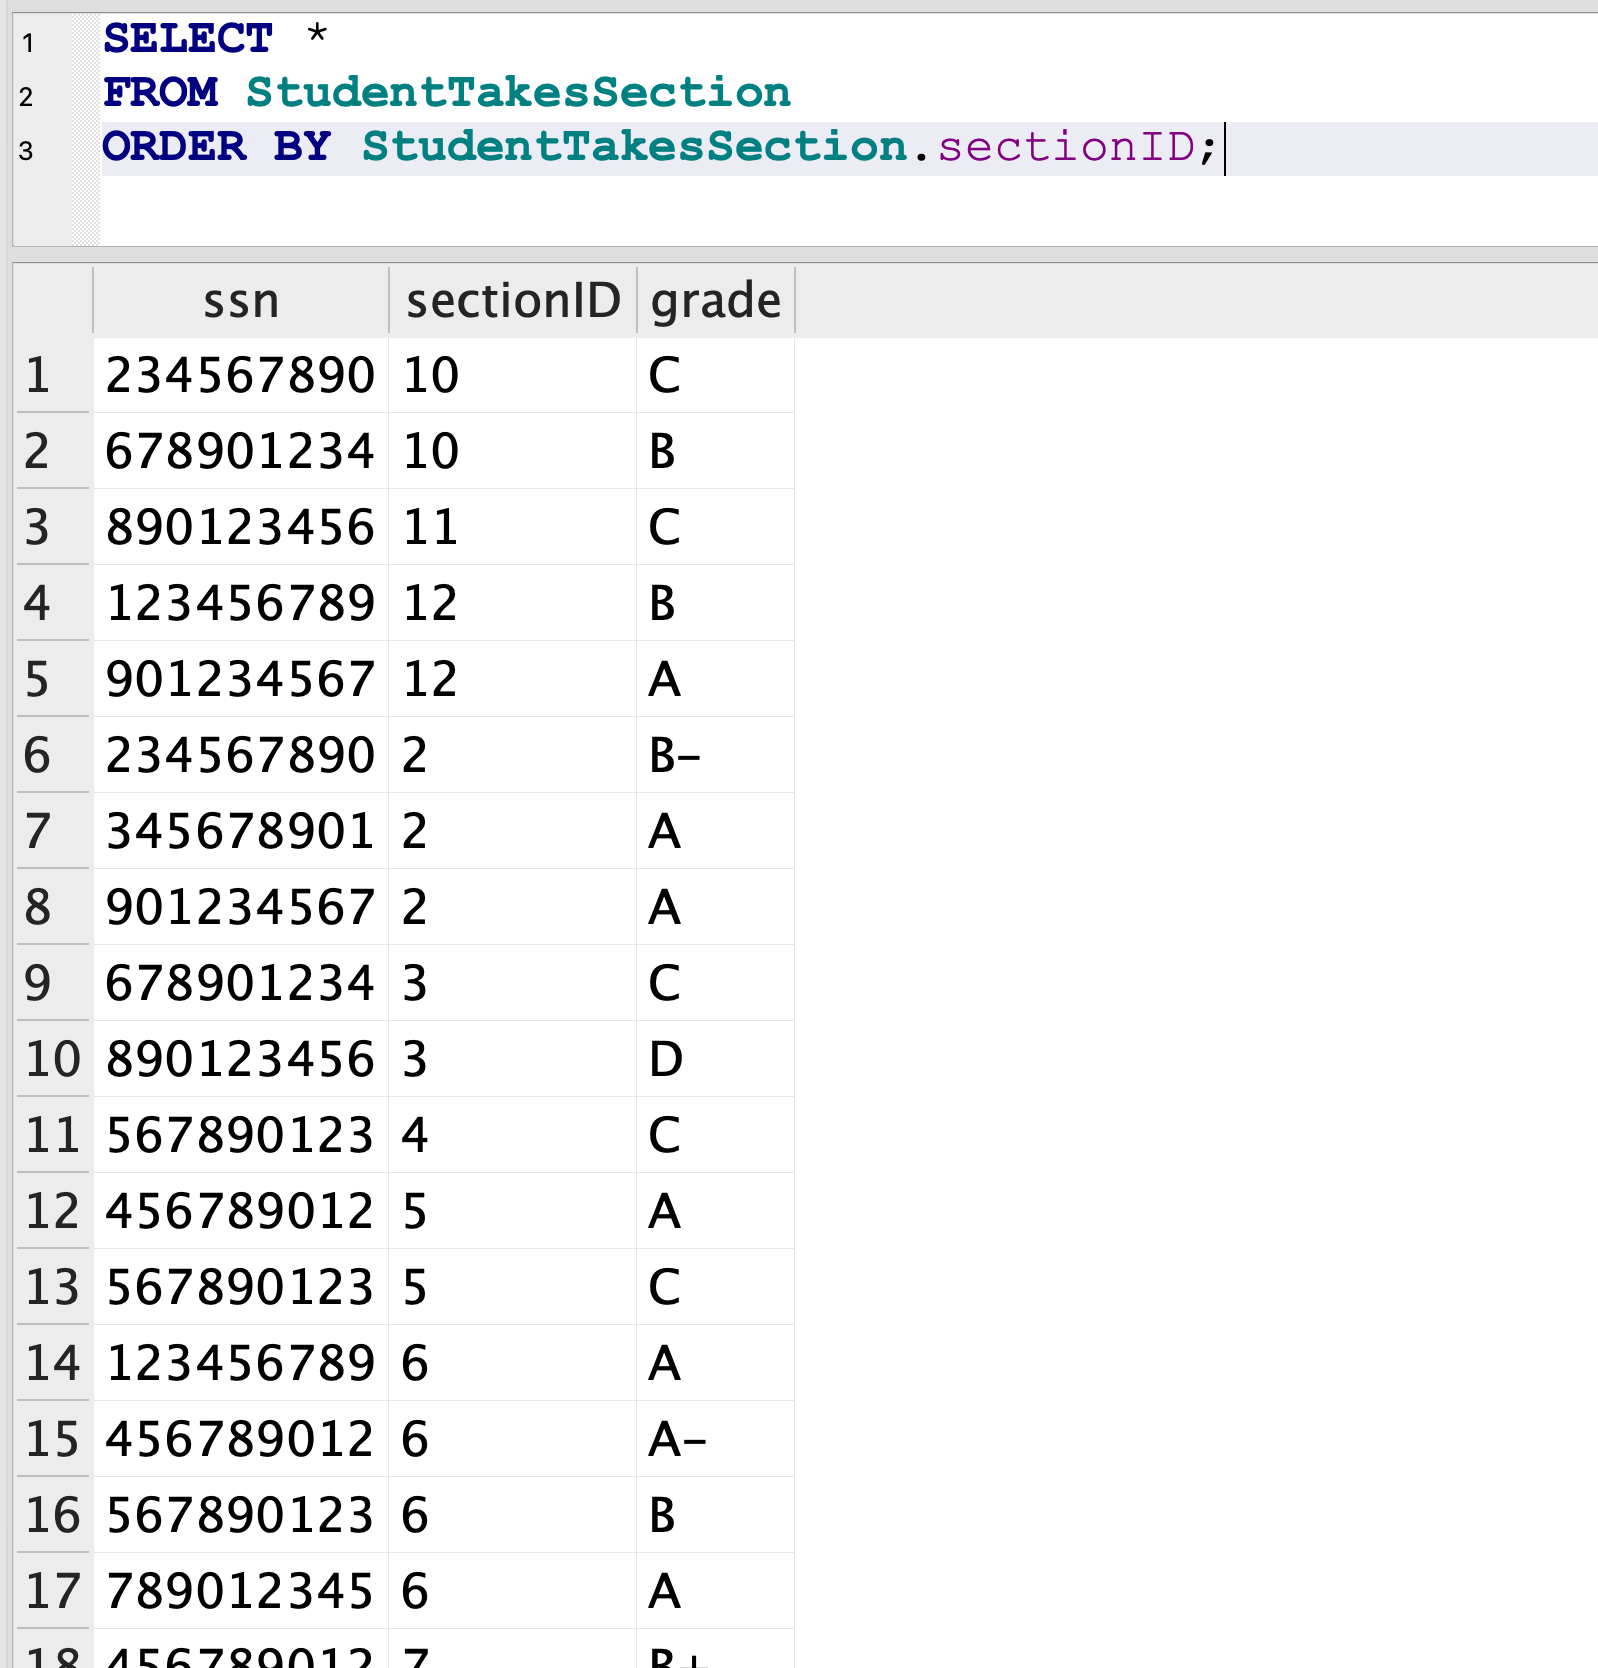 1 SELECT *
2 FROM StudentTakesSection
3 ORDER BY StudentTakesSection.sectionID;
ssn sectionID grade
1 234567890 10 C
2 678901234 10 B
3 890123456 11 C
4 123456789 12 B
5 901234567 12 A
6 234567890 2 B-
7 345678901 2 A
8 901234567 2 A
9 678901234 3 C
10 890123456 3 D
11 567890123 4 C
12 456789012 5 A
13 567890123 5 C
14 123456789 6 A
15 456789012 6 A-
16 567890123 6 B
17 789012345 6 A
18 456789012 7 B+